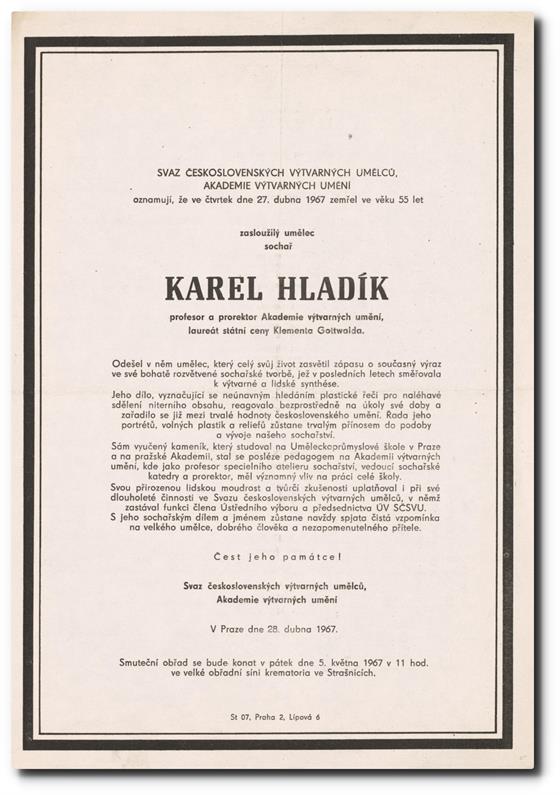 SVAZ ČESKOSLOVENSKÝCH VÝTVARNÝCH UMĚLCŮ,
AKADEMIE VÝTVARNÝCH UMĚNÍ
oznamují, že ve čtvrtek dne 27. dubna 1967 zemřel ve věku 55 let
zasloužilý umělec
sochař
KAREL HLADÍK
profesor a prorektor Akademie výtvarných umění,
laureát státní ceny Klementa Gottwalda.
Odešel v něm umělec, který celý svůj život zasvětil zápasu o současný výraz
ve své bohatě rozvětvené sochařské tvorbě, jež v posledních letech směřovala
k výtvarné a lidské synthése.
Jeho dílo, vyznačující se neúnavným hledáním plastické řeči pro naléhavé
sdělení niterního obsahu, reagovalo bezprostředně na úkoly své doby a
zařadilo se již mezi trvalé hodnoty československého umění. Rada jeho
portrétů, volných plastik a reliefů zůstane trvalým přínosem do podoby
a vývoje našeho sochařství.
Sám vyučený kameník, který studoval na Uměleckoprůmyslové škole v Praze
a na pražské Akademii, stal se posléze pedagogem na Akademii výtvarných
umění, kde jako profesor specielního atelieru sochařství, vedoucí sochařské
katedry a prorektor, měl významný vliv na práci celé školy.
Svou přirozenou lidskou moudrost a tvůrčí zkušenosti uplatňoval i při své
dlouholeté činnosti ve Svazu československých výtvarných umělců, v němž
zastával funkci člena Ústředního výboru a předsednictva ÚV SČSVU.
S jeho sochařským dílem a jménem zůstane navždy spjata čistá vzpomínka
na velkého umělce, dobrého člověka a nezapomenutelného přítele.
Čest jeho památce!
Svaz československých výtvarných umělců,
Akademie výtvarných umění
V Praze dne 28. dubna 1967.
Smuteční obřad se bude konat v pátek dne 5. května 1967 v 11 hod.
ve velké obřadní síni krematoria ve Strašnicích.
St 07, Praha 2, Lípová 6